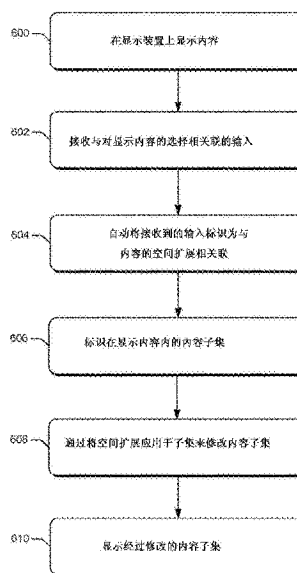 600
在显示装置上显示内容
602
接收与对显示内容的选择相关联的输入
604
自动将接收到的输入标识为与
内容的空间扩展相关联
606
标识在显示内容内的内容子集
608
通过将空间扩展应用于子集来修改内容子集
610
显示经过修改的内容子集